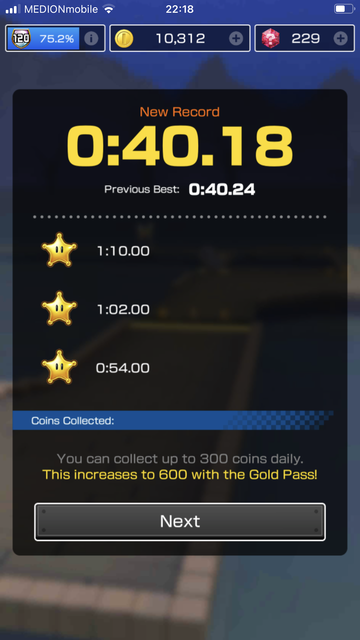 MEDIONmobile 22:18
120 75.2% i 10,312 + 229 +
New Record
0:40.18
Previous Best: 0:40.24
1:10.00
1:02.00
0:54.00
Coins Collected:
You can collect up to 300 coins daily.
This increases to 600 with the Gold Pass!
Next